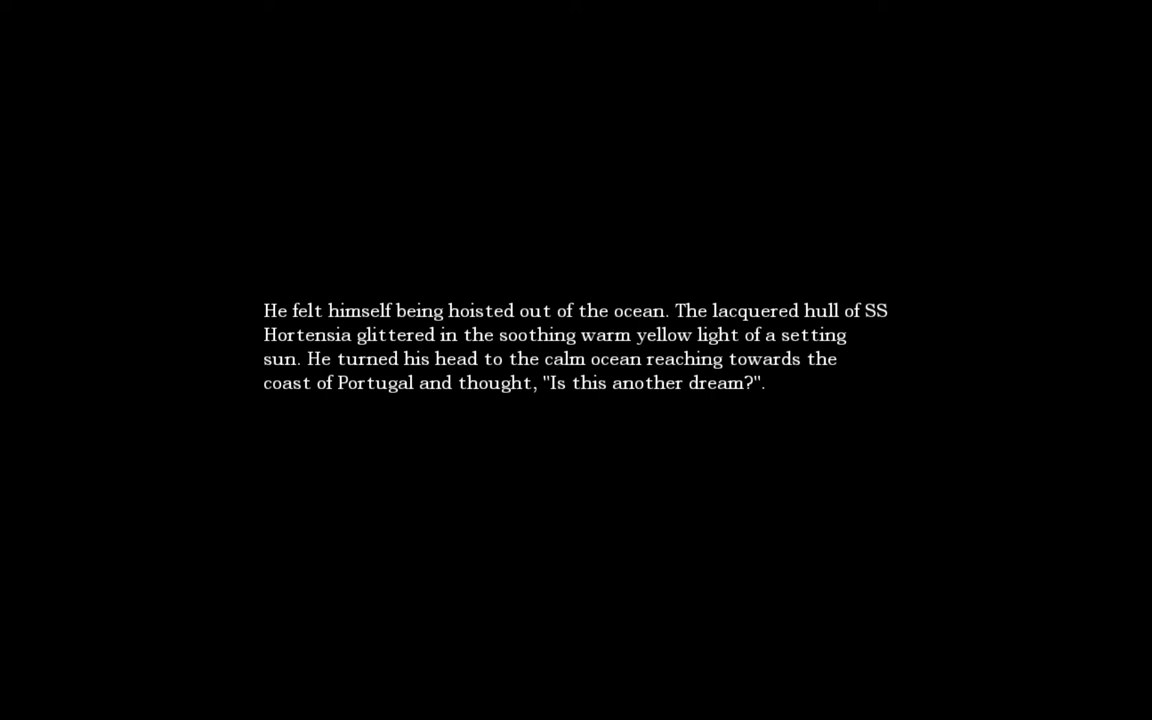 He felt himself being hoisted out of the ocean. The lacquered hull of SS
Hortensia glittered in the soothing warm yellow light of a setting
sun. He turned his head to the calm ocean reaching towards the
coast of Portugal and thought, "Is this another dream?".